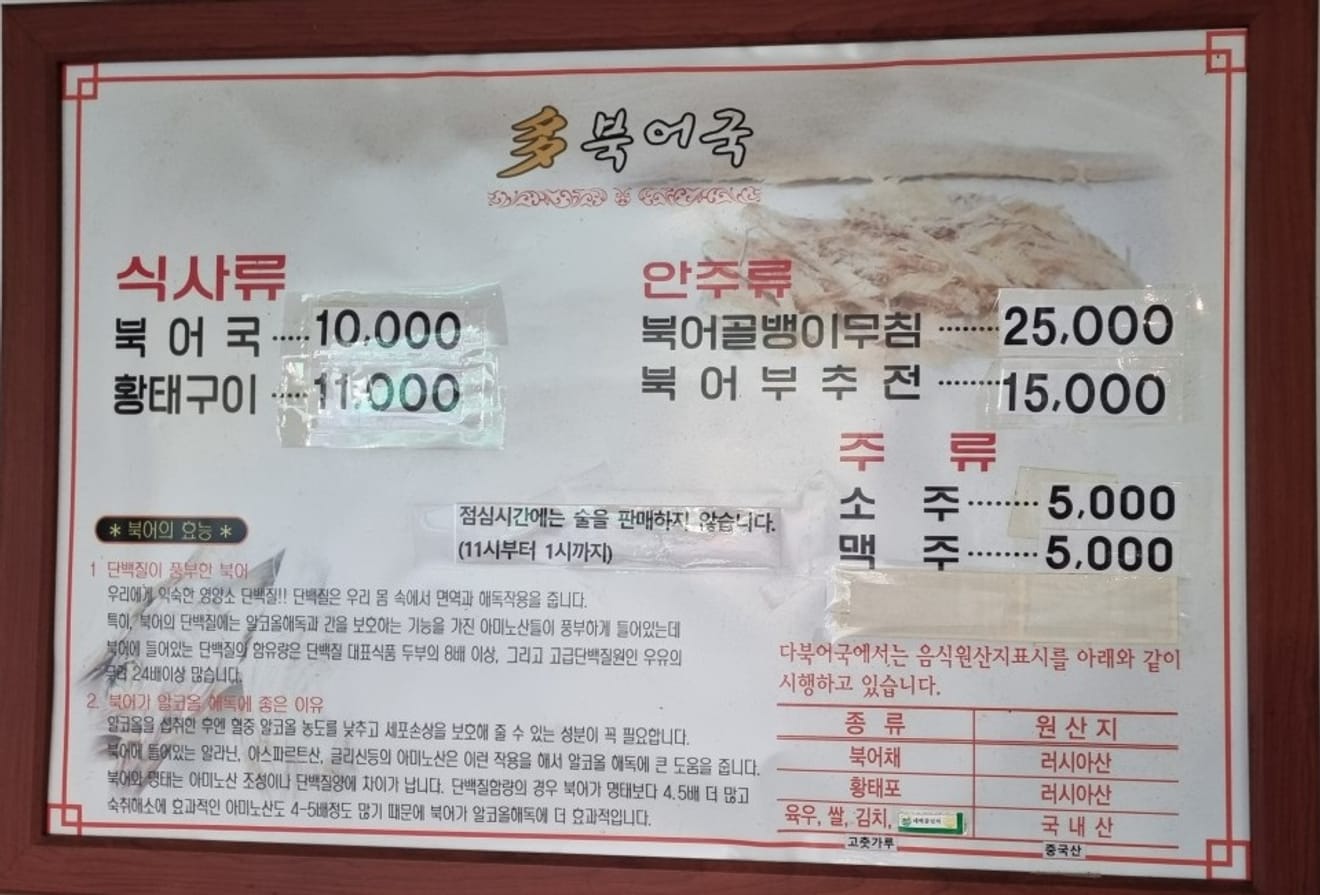 多북어국
식사류
북어국 ····· 10,000
황태구이 ····· 11,000
안주류
북어골뱅이무침 ········ 25,000
북어부추전 ········ 15,000
주류
소주 ········· 5,000
맥주 ········· 5,000
점심시간에는 술을 판매하지 않습니다.
(11시부터 1시까지)
* 북어의 효능 *
1 단백질이 풍부한 북어
우리에게 익숙한 영양소 단백질!! 단백질은 우리 몸 속에서 면역과 해독작용을 줍니다.
특히, 북어의 단백질에는 알코올해독과 간을 보호하는 기능을 가진 아미노산들이 풍부하게 들어있는데
북어에 들어있는 단백질의 함유량은 단백질 대표식품 두부의 8배 이상, 그리고 고급단백질원인 우유의
24배이상 많습니다.
2. 북어가 알코올 해독에 좋은 이유
알코올을 섭취한 후엔 혈중 알코올 농도를 낮추고 세포손상을 보호해 줄 수 있는 성분이 꼭 필요합니다.
북어에 들어있는 알라닌, 아스파르트산, 글리신등의 아미노산은 이런 작용을 해서 알코올 해독에 큰 도움을 줍니다.
북어와 명태는 아미노산 조성이나 단백질양에 차이가 납니다. 단백질함량의 경우 북어가 명태보다 4.5배 더 많고
숙취해소에 효과적인 아미노산도 4-5배정도 많기 때문에 북어가 알코올해독에 더 효과적입니다.
다북어국에서는 음식원산지표시를 아래와 같이
시행하고 있습니다.
종류 원산지
북어채 러시아산
황태포 러시아산
육우, 쌀, 김치, 국내산
고춧가루 중국산